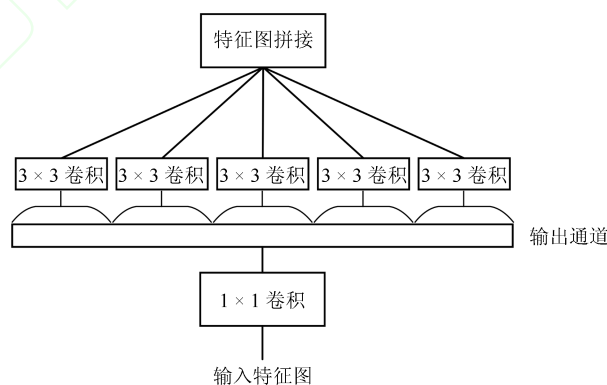 特征图拼接
3 × 3 卷积 3 × 3 卷积 3 × 3 卷积 3 × 3 卷积 3 × 3 卷积
输出通道
1 × 1 卷积
输入特征图